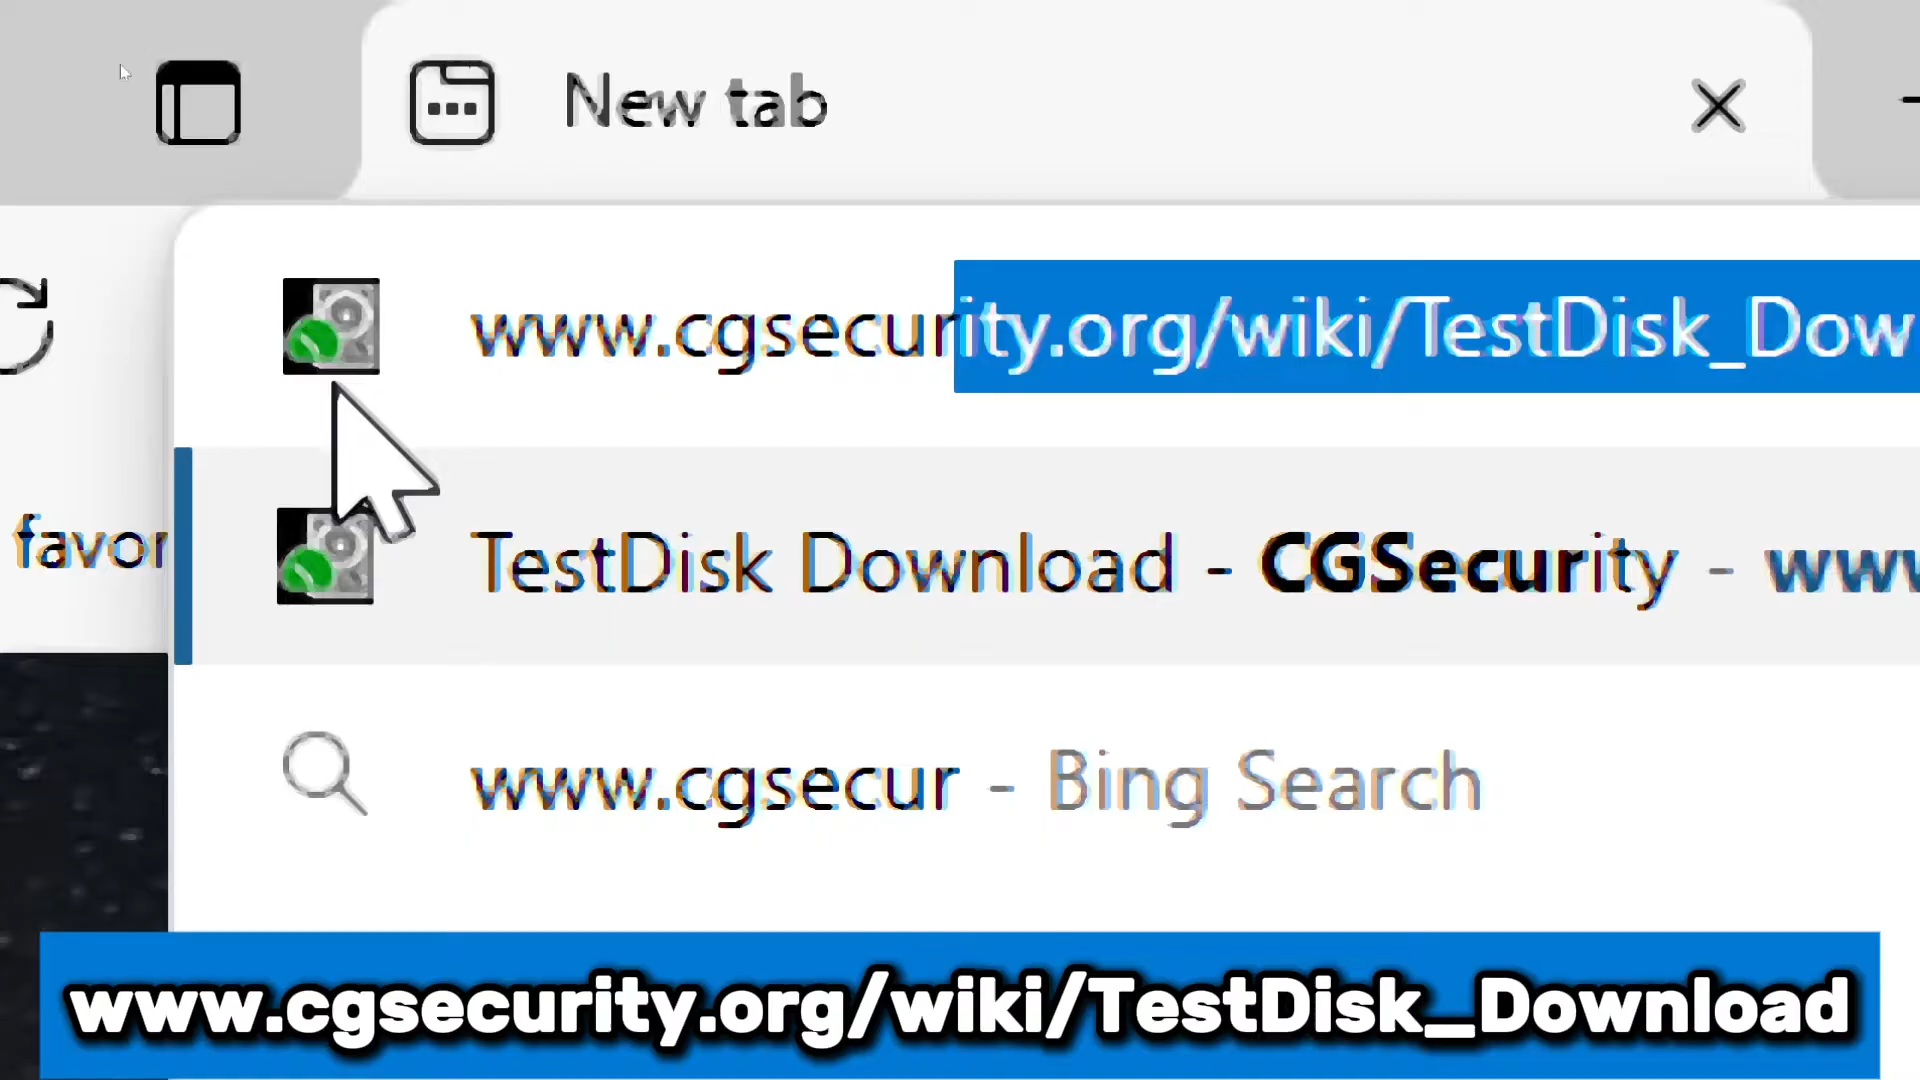 New tab
www.cgsecurity.org/wiki/TestDisk_Dow
favor
TestDisk Download - CGSecurity - www
www.cgsecur - Bing Search
www.cgsecurity.org/wiki/TestDisk_Download